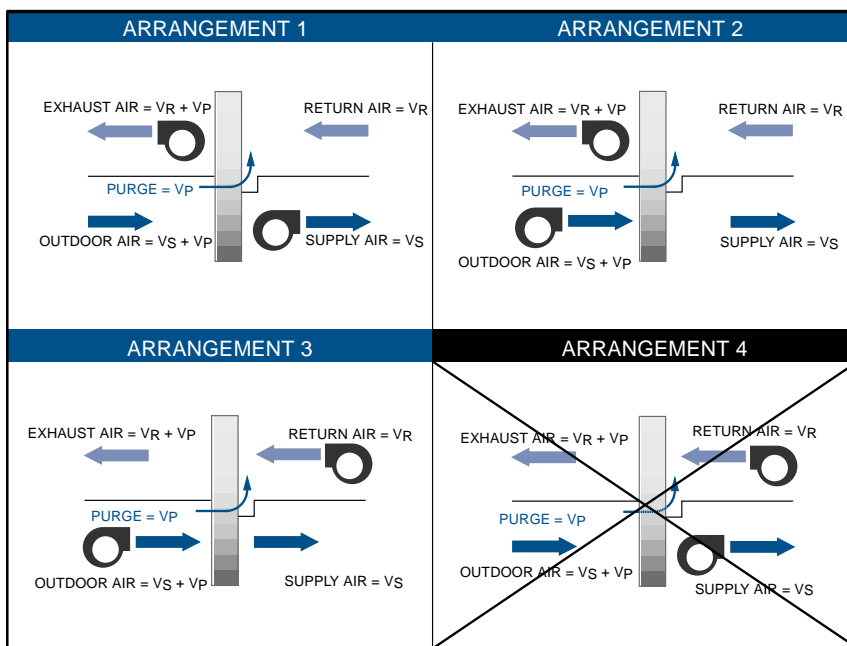 ARRANGEMENT 1
EXHAUST AIR = VR + VP
RETURN AIR = VR
PURGE = VP
OUTDOOR AIR = VS + VP
SUPPLY AIR = VS
ARRANGEMENT 2
EXHAUST AIR = VR + VP
RETURN AIR = VR
PURGE = VP
OUTDOOR AIR = VS + VP
SUPPLY AIR = VS
ARRANGEMENT 3
EXHAUST AIR = VR + VP
RETURN AIR = VR
PURGE = VP
OUTDOOR AIR = VS + VP
SUPPLY AIR = VS
ARRANGEMENT 4
EXHAUST AIR = VR + VP
RETURN AIR = VR
PURGE = VP
OUTDOOR AIR = VS + VP
SUPPLY AIR = VS